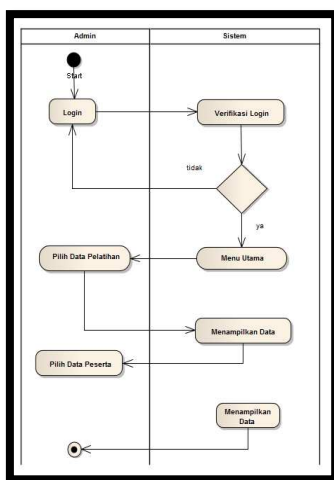 Admin
Sistem
Start
Login
Verifikasi Login
tidak
ya
Pilih Data Pelatihan
Menu Utama
Menampilkan Data
Pilih Data Peserta
Menampilkan
Data